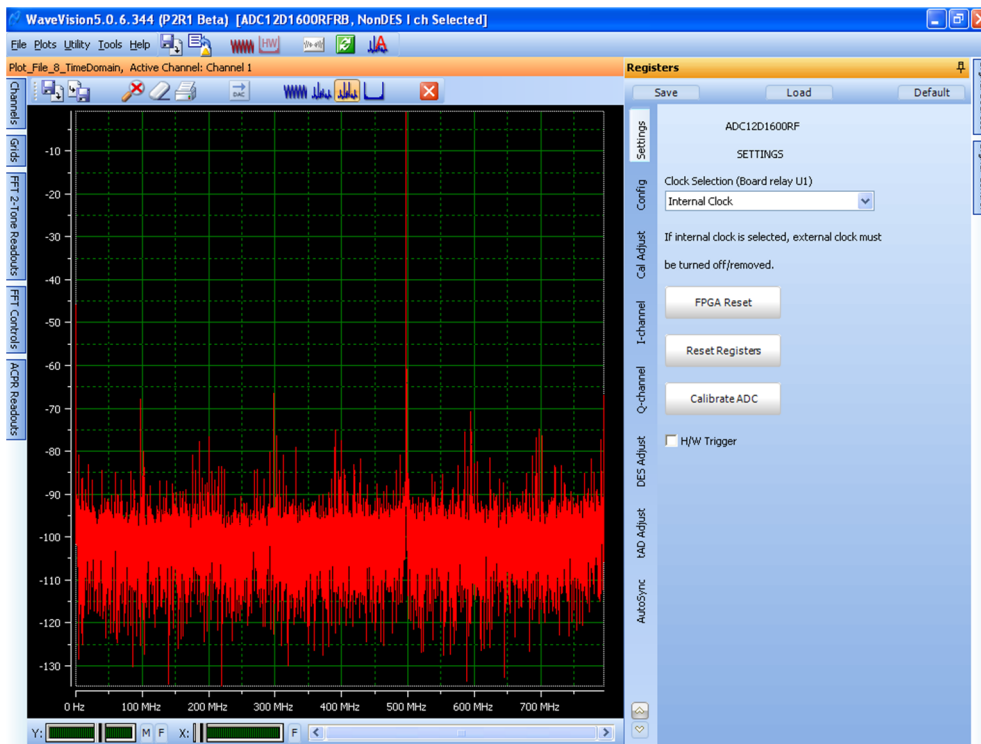 WaveVision5.0.6.344 (P2R1 Beta) [ADC12D1600RFRB, NonDES I ch Selected]
File Plots Utility Tools Help
HW
Plot_File_8_TimeDomain, Active Channel: Channel 1
Channels
Grids
FFT 2-Tone Readouts
FFT Controls
ACPR Readouts
-10
-20
-30
-40
-50
-60
-70
-80
-90
-100
-110
-120
-130
0 Hz 100 MHz 200 MHz 300 MHz 400 MHz 500 MHz 600 MHz 700 MHz
Y: M F X: F
Registers
Save Load Default
Settings
Config
Cal Adjust
I-channel
Q-channel
DES Adjust
tAD Adjust
AutoSync
ADC12D1600RF
SETTINGS
Clock Selection (Board relay U1)
Internal Clock
If internal clock is selected, external clock must
be turned off/removed.
FPGA Reset
Reset Registers
Calibrate ADC
H/W Trigger